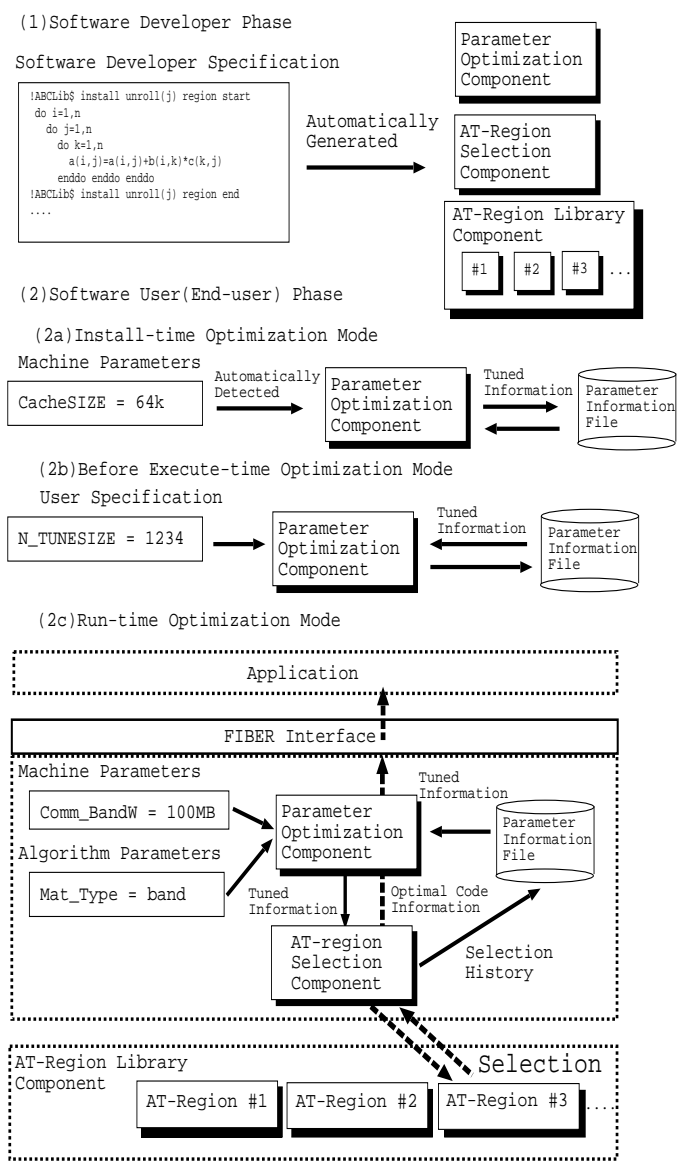 (1)Software Developer Phase
Software Developer Specification
!ABCLib$ install unroll(j) region start
do i=1,n
do j=1,n
do k=1,n
a(i,j)=a(i,j)+b(i,k)*c(k,j)
enddo enddo enddo
!ABCLib$ install unroll(j) region end
....
Automatically
Generated
Parameter
Optimization
Component
AT-Region
Selection
Component
AT-Region Library
Component
#1 #2 #3 ...
(2)Software User(End-user) Phase
(2a)Install-time Optimization Mode
Machine Parameters
CacheSIZE = 64k
Automatically
Detected
Parameter
Optimization
Component
Tuned
Information
Parameter
Information
File
(2b)Before Execute-time Optimization Mode
User Specification
N_TUNESIZE = 1234
Parameter
Optimization
Component
Tuned
Information
Parameter
Information
File
(2c)Run-time Optimization Mode
Application
FIBER Interface
Machine Parameters
Comm_BandW = 100MB
Algorithm Parameters
Mat_Type = band
Parameter
Optimization
Component
Tuned
Information
Parameter
Information
File
Tuned
Information
Optimal Code
Information
AT-region
Selection
Component
Selection
History
AT-Region Library
Component
Selection
AT-Region #1 AT-Region #2 AT-Region #3 ....